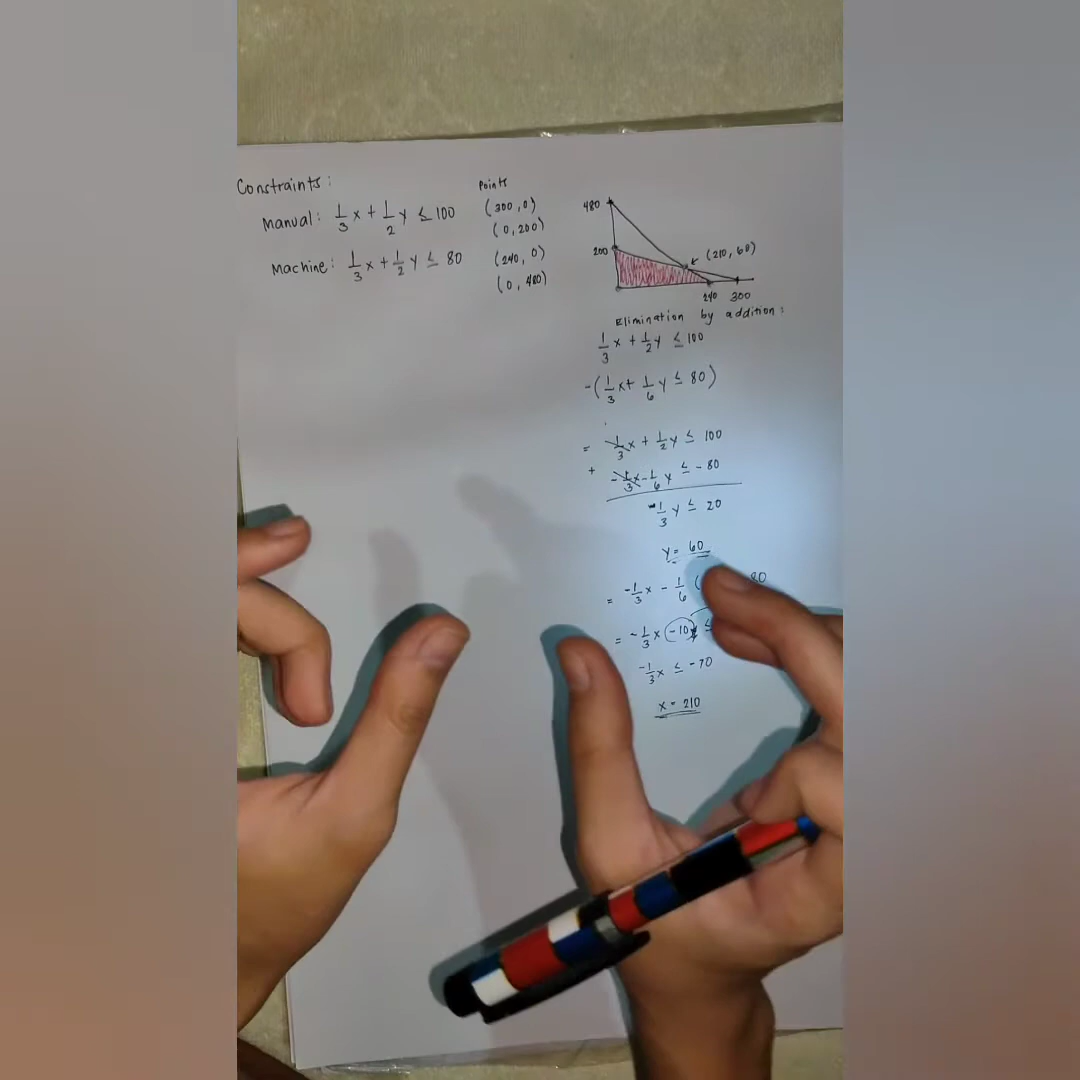 Constraints:
Manual: 1/3 x + 1/2 y ≤ 100
Machine: 1/3 x + 1/2 y ≤ 80
Points
(300, 0)
(0, 200)
(240, 0)
(0, 480)
480
200
(210, 60)
240 300
Elimination by addition:
1/3 x + 1/2 y ≤ 100
-(1/3 x + 1/6 y ≤ 80)
= 1/3 x + 1/2 y ≤ 100
+ -1/3 x - 1/6 y ≤ -80
1/3 y ≤ 20
y = 60
= -1/3 x - 1/6 ( 80
= -1/3 x -10 ≤
-1/3 x ≤ -70
x = 210